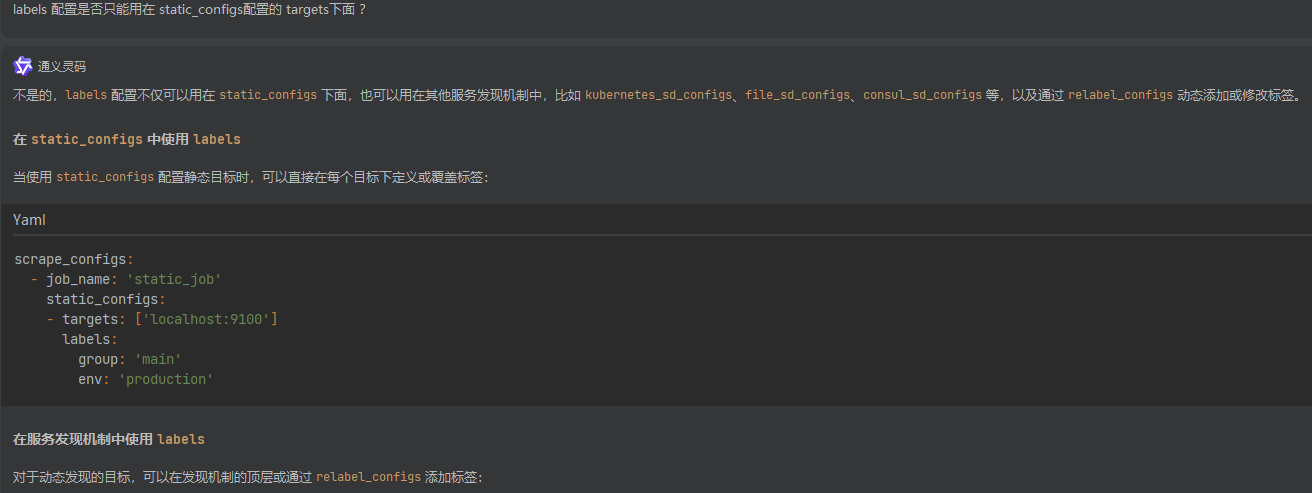 labels 配置是否只能用在 static_configs配置的 targets下面？
通义灵码
不是的，labels 配置不仅可以用在 static_configs 下面，也可以用在其他服务发现机制中，比如 kubernetes_sd_configs、file_sd_configs、consul_sd_configs 等，以及通过 relabel_configs 动态添加或修改标签。
在 static_configs 中使用 labels
当使用 static_configs 配置静态目标时，可以直接在每个目标下定义或覆盖标签：
Yaml
scrape_configs:
  - job_name: 'static_job'
    static_configs:
    - targets: ['localhost:9100']
      labels:
        group: 'main'
        env: 'production'
在服务发现机制中使用 labels
对于动态发现的目标，可以在发现机制的顶层或通过 relabel_configs 添加标签：